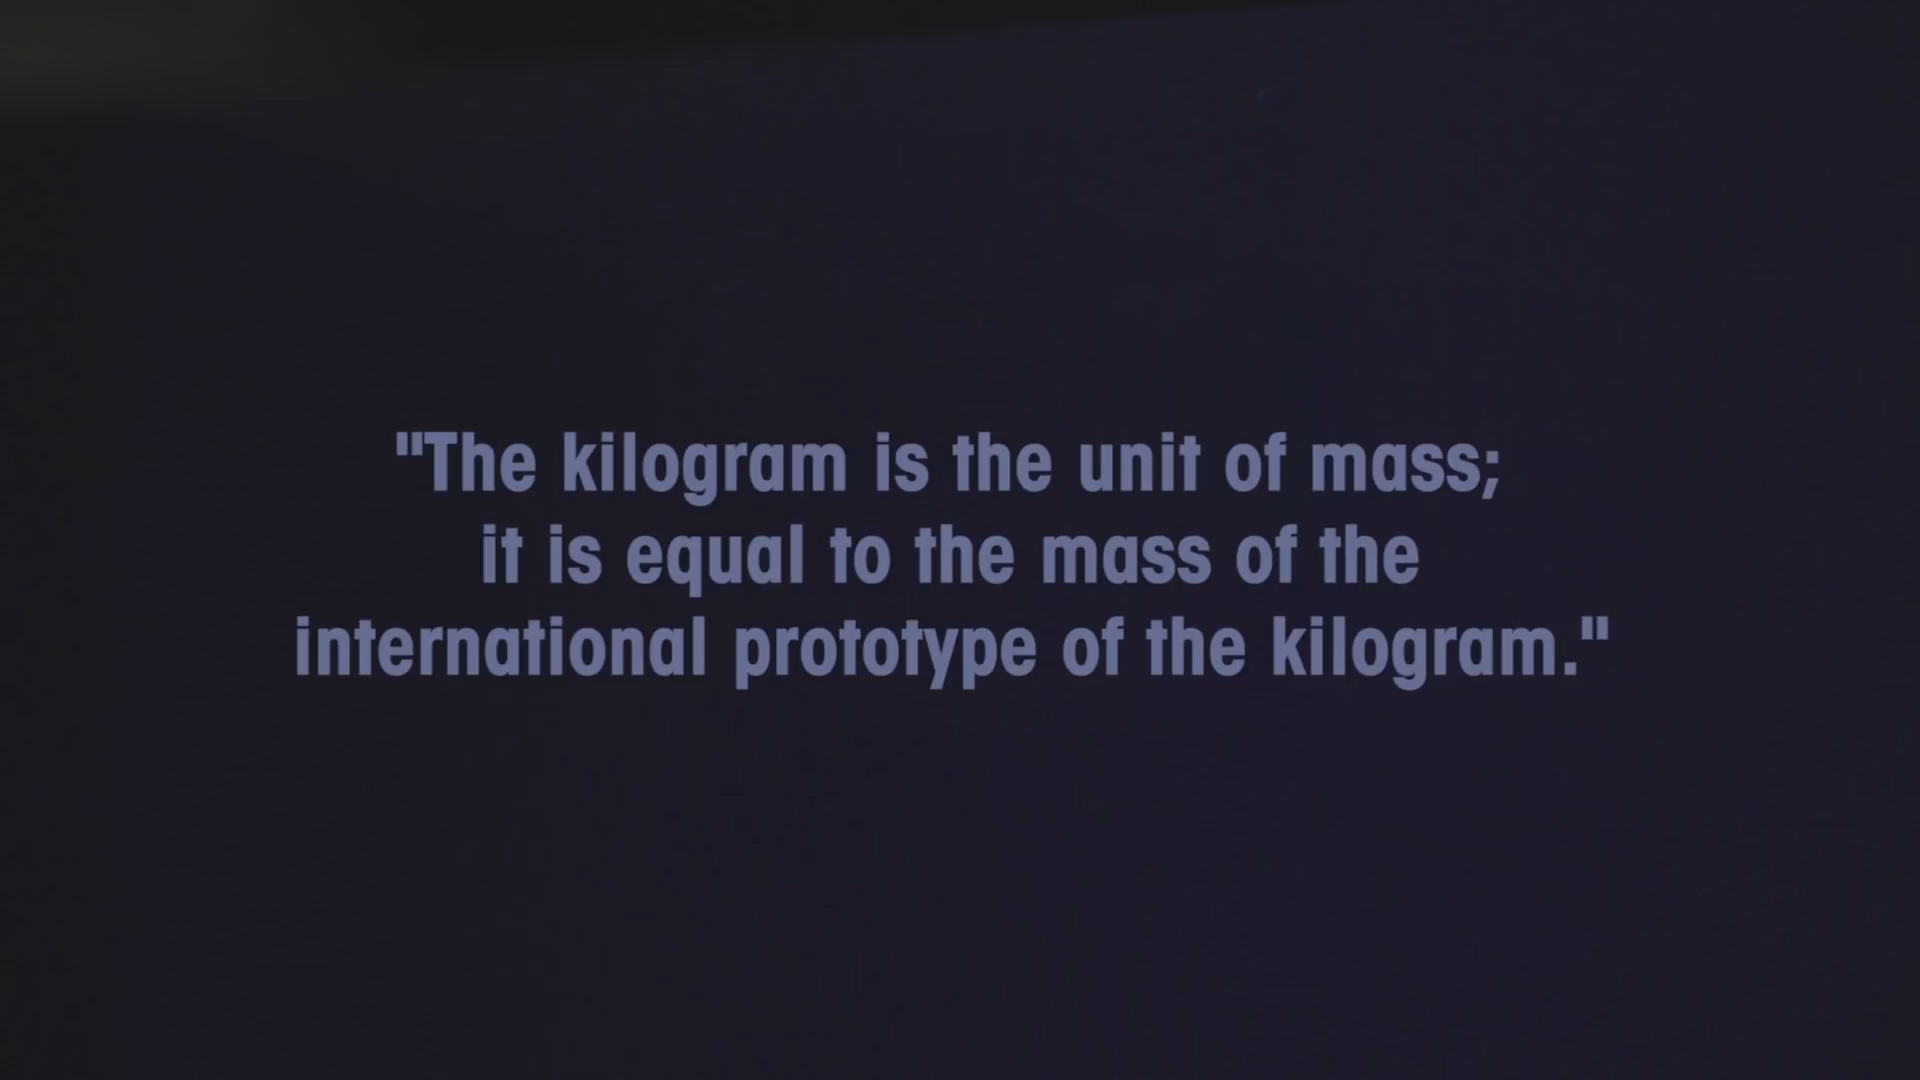 "The kilogram is the unit of mass;
it is equal to the mass of the
international prototype of the kilogram."